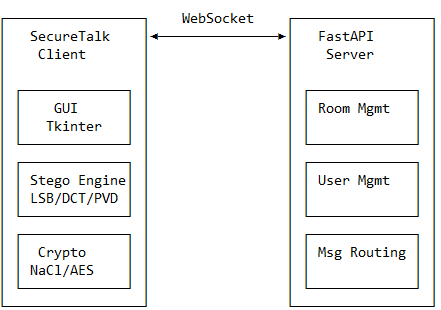 WebSocket
SecureTalk
Client
GUI
Tkinter
Stego Engine
LSB/DCT/PVD
Crypto
NaCl/AES
FastAPI
Server
Room Mgmt
User Mgmt
Msg Routing